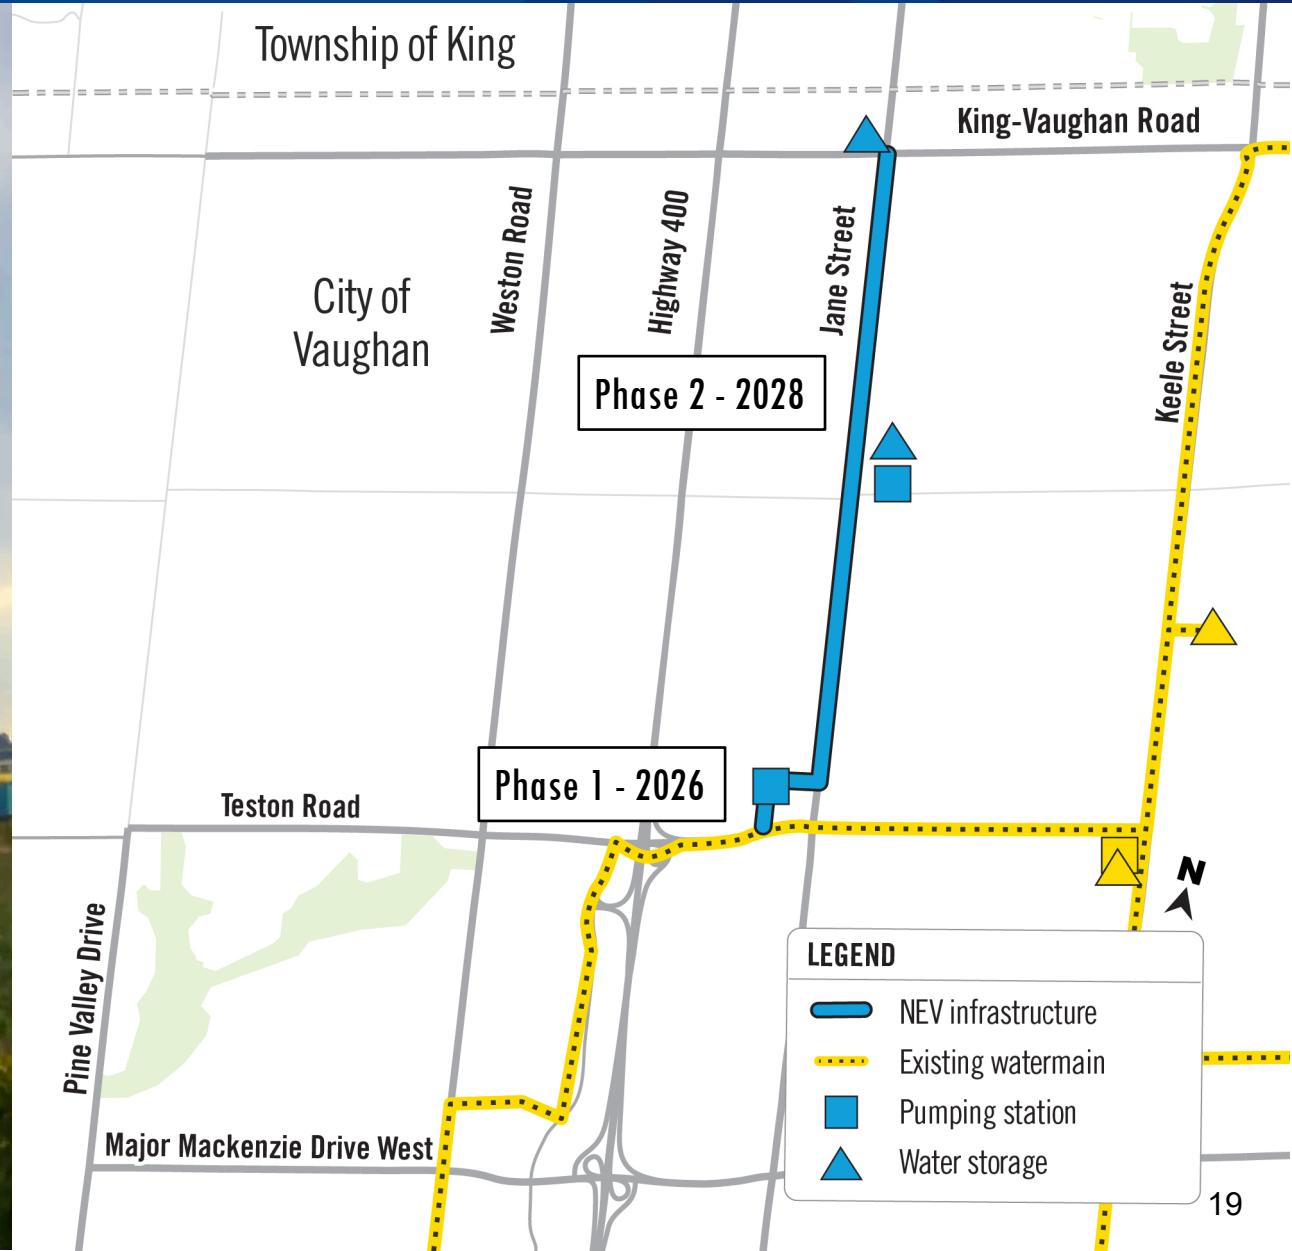 Township of King
King-Vaughan Road
Weston Road
Highway 400
Jane Street
Keele Street
City of
Vaughan
Phase 2 - 2028
Phase 1 - 2026
Teston Road
N
Pine Valley Drive
LEGEND
NEV infrastructure
Existing watermain
Pumping station
Water storage
Major Mackenzie Drive West
19